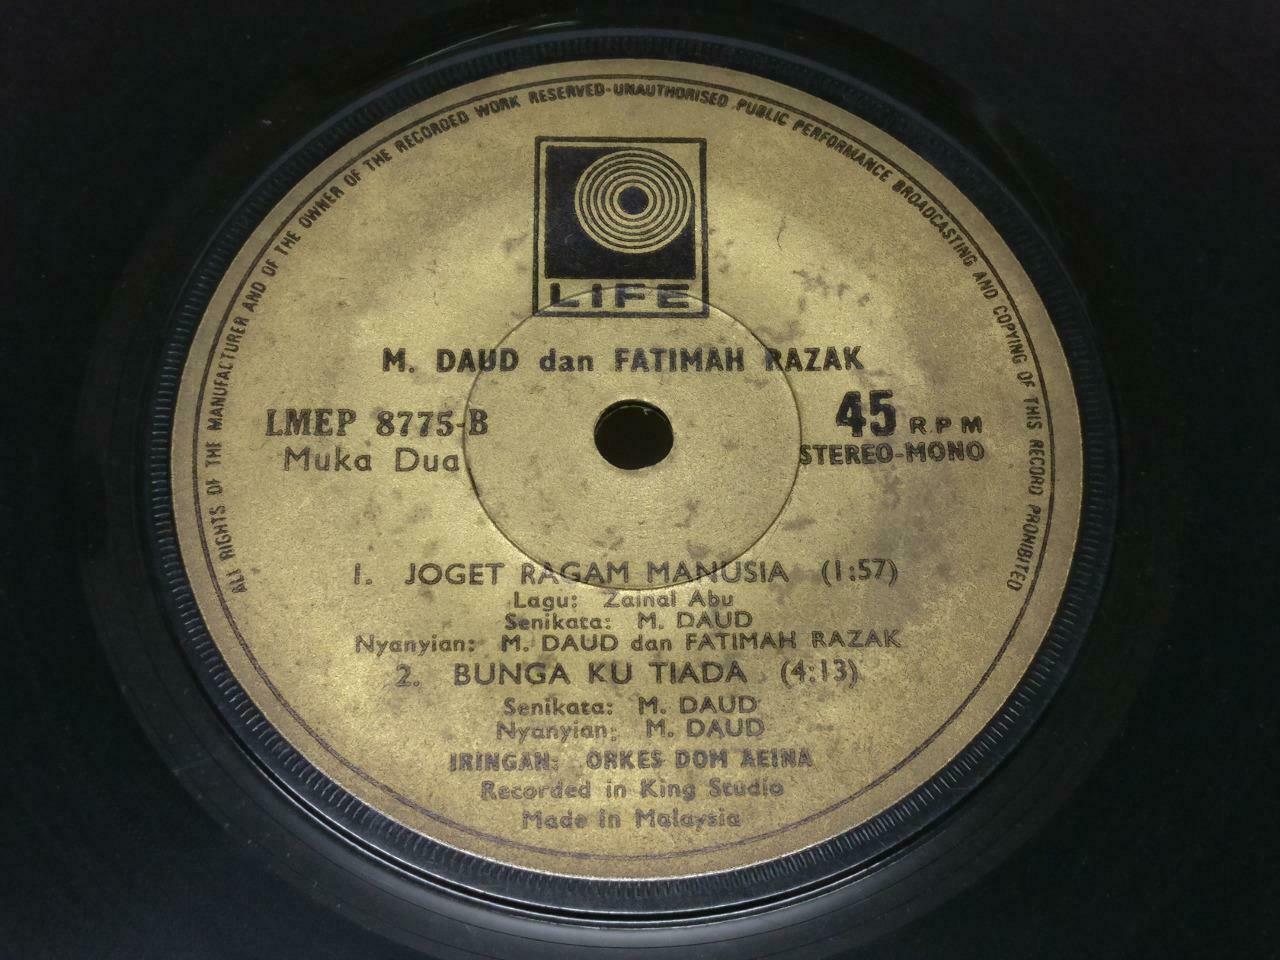 ALL RIGHTS OF THE MANUFACTURER AND OF THE OWNER OF THE RECORDED WORK RESERVED·UNAUTHORISED PUBLIC PERFORMANCE BROADCASTING AND COPYING OF THIS RECORD PROHIBITED
LIFE
M. DAUD dan FATIMAH RAZAK
LMEP 8775-B
Muka Dua
45 RPM
STEREO-MONO
1. JOGET RAGAM MANUSIA (1:57)
Lagu: Zainal Abu
Senikata: M. DAUD
Nyanyian: M. DAUD dan FATIMAH RAZAK
2. BUNGA KU TIADA (4:13)
Senikata: M. DAUD
Nyanyian: M. DAUD
IRINGAN: ORKES DOM AEINA
Recorded in King Studio
Made in Malaysia